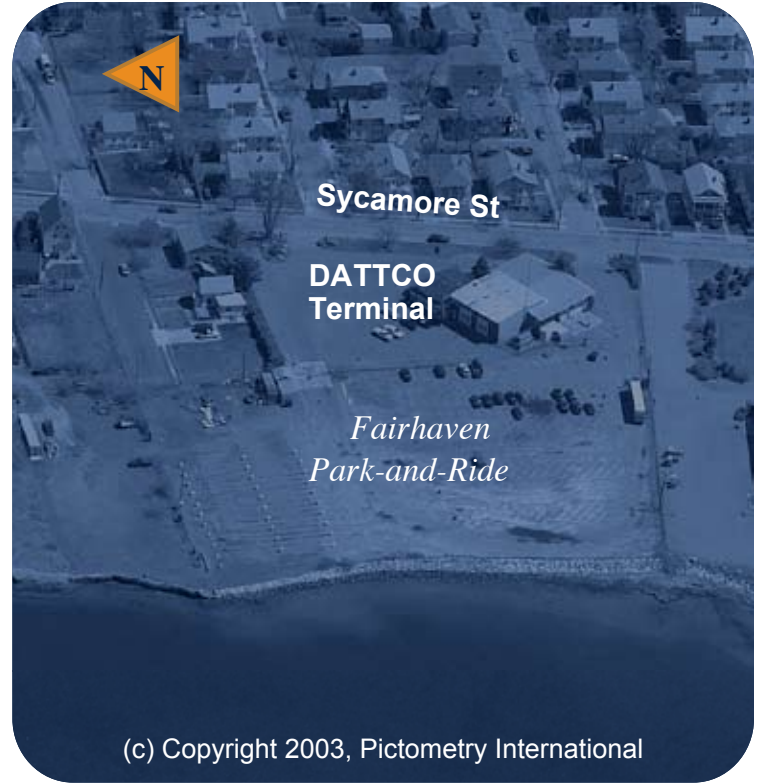 N
Sycamore St
DATTCO
Terminal
Fairhaven
Park-and-Ride
(c) Copyright 2003, Pictometry International